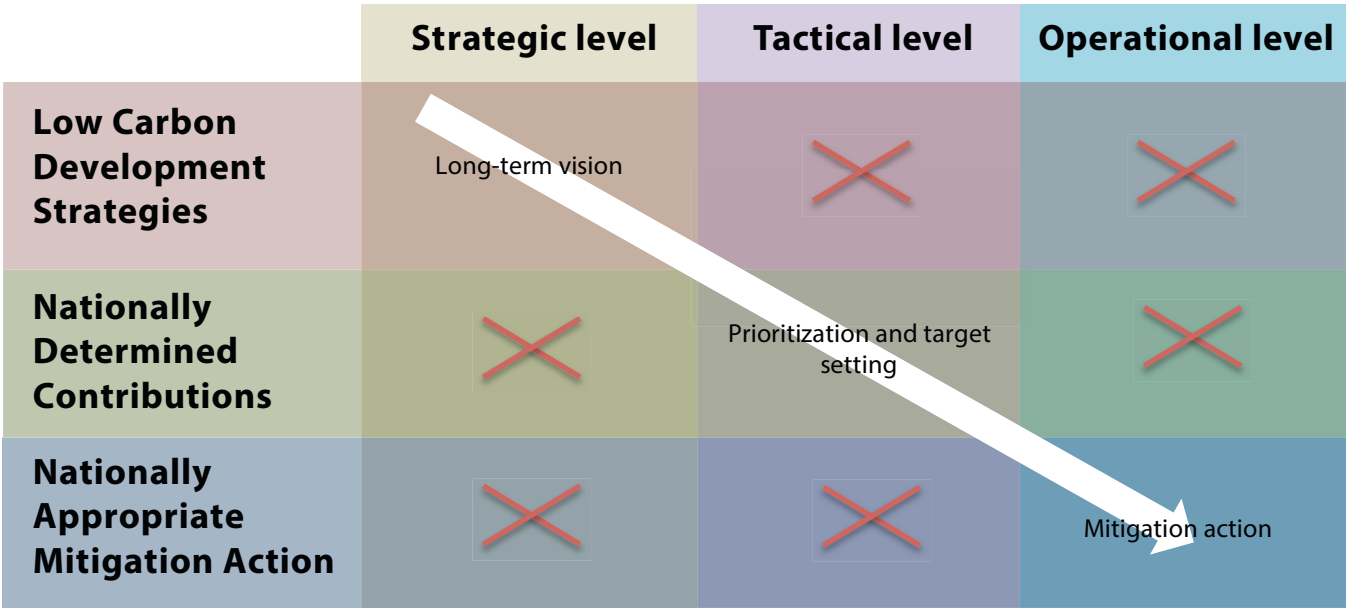 Strategic level
Tactical level
Operational level
Low Carbon
Development
Strategies
Long-term vision
Nationally
Determined
Contributions
Prioritization and target
setting
Nationally
Appropriate
Mitigation Action
Mitigation action